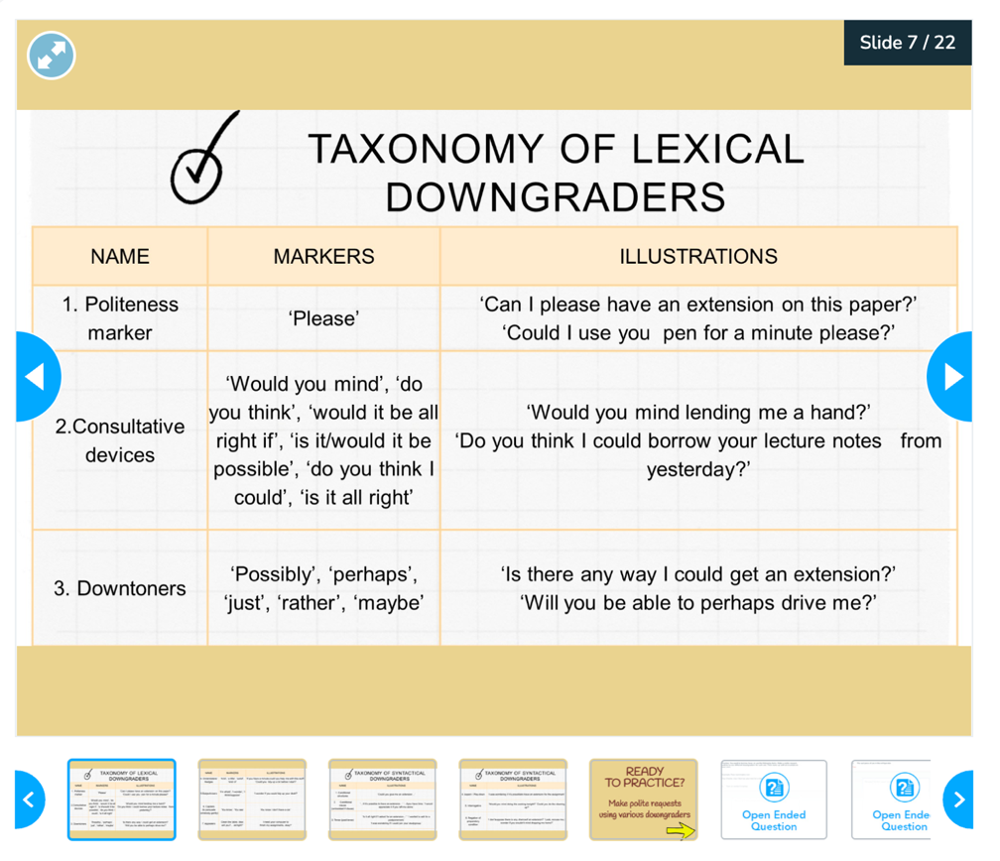 Slide 7 / 22
TAXONOMY OF LEXICAL
DOWNGRADERS
NAME
MARKERS
ILLUSTRATIONS
1. Politeness
marker
‘Please’
‘Can I please have an extension on this paper?’
‘Could I use you pen for a minute please?’
2.Consultative
devices
‘Would you mind’, ‘do
you think’, ‘would it be all
right if’, ‘is it/would it be
possible’, ‘do you think I
could’, ‘is it all right’
‘Would you mind lending me a hand?’
‘Do you think I could borrow your lecture notes from
yesterday?’
3. Downtoners
‘Possibly’, ‘perhaps’,
‘just’, ‘rather’, ‘maybe’
‘Is there any way I could get an extension?’
‘Will you be able to perhaps drive me?’
TAXONOMY OF LEXICAL
DOWNGRADERS
TAXONOMY OF SYNTACTICAL
DOWNGRADERS
TAXONOMY OF SYNTACTICAL
DOWNGRADERS
READY
TO PRACTICE?
Make polite requests
using various downgraders
Open Ended
Question
Open Ende
Question